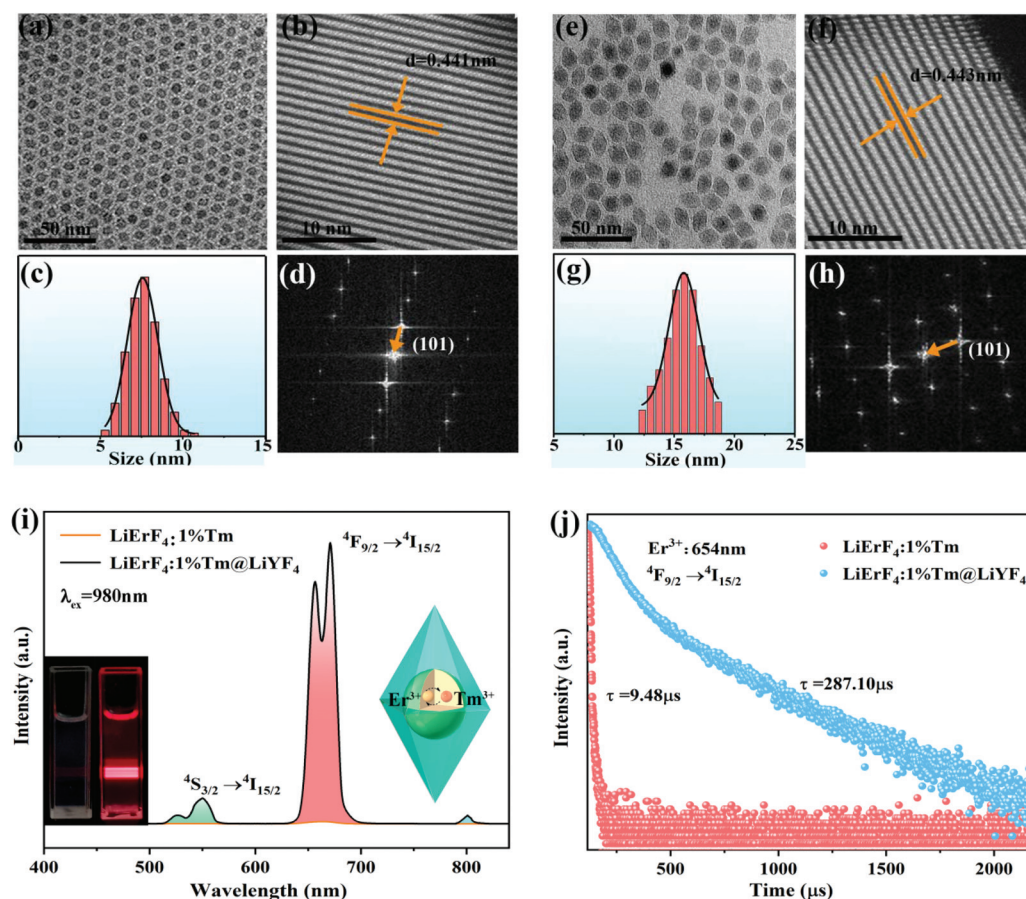 (a)
50 nm
(b)
d=0.441nm
10 nm
(e)
50 nm
(f)
d=0.443nm
10 nm
(c)
0 5 10 15
Size (nm)
(d)
(101)
(g)
5 10 15 20 25
Size (nm)
(h)
(101)
(i)
LiErF₄:1%Tm
LiErF₄:1%Tm@LiYF₄
λₑₓ=980nm
⁴F₉/₂→⁴I₁₅/₂
Er³⁺ Tm³⁺
⁴S₃/₂→⁴I₁₅/₂
Intensity (a.u.)
400 500 600 700 800
Wavelength (nm)
(j)
Er³⁺:654nm
⁴F₉/₂→⁴I₁₅/₂
LiErF₄:1%Tm
LiErF₄:1%Tm@LiYF₄
τ =9.48μs
τ =287.10μs
Intensity (a.u.)
500 1000 1500 2000
Time (μs)